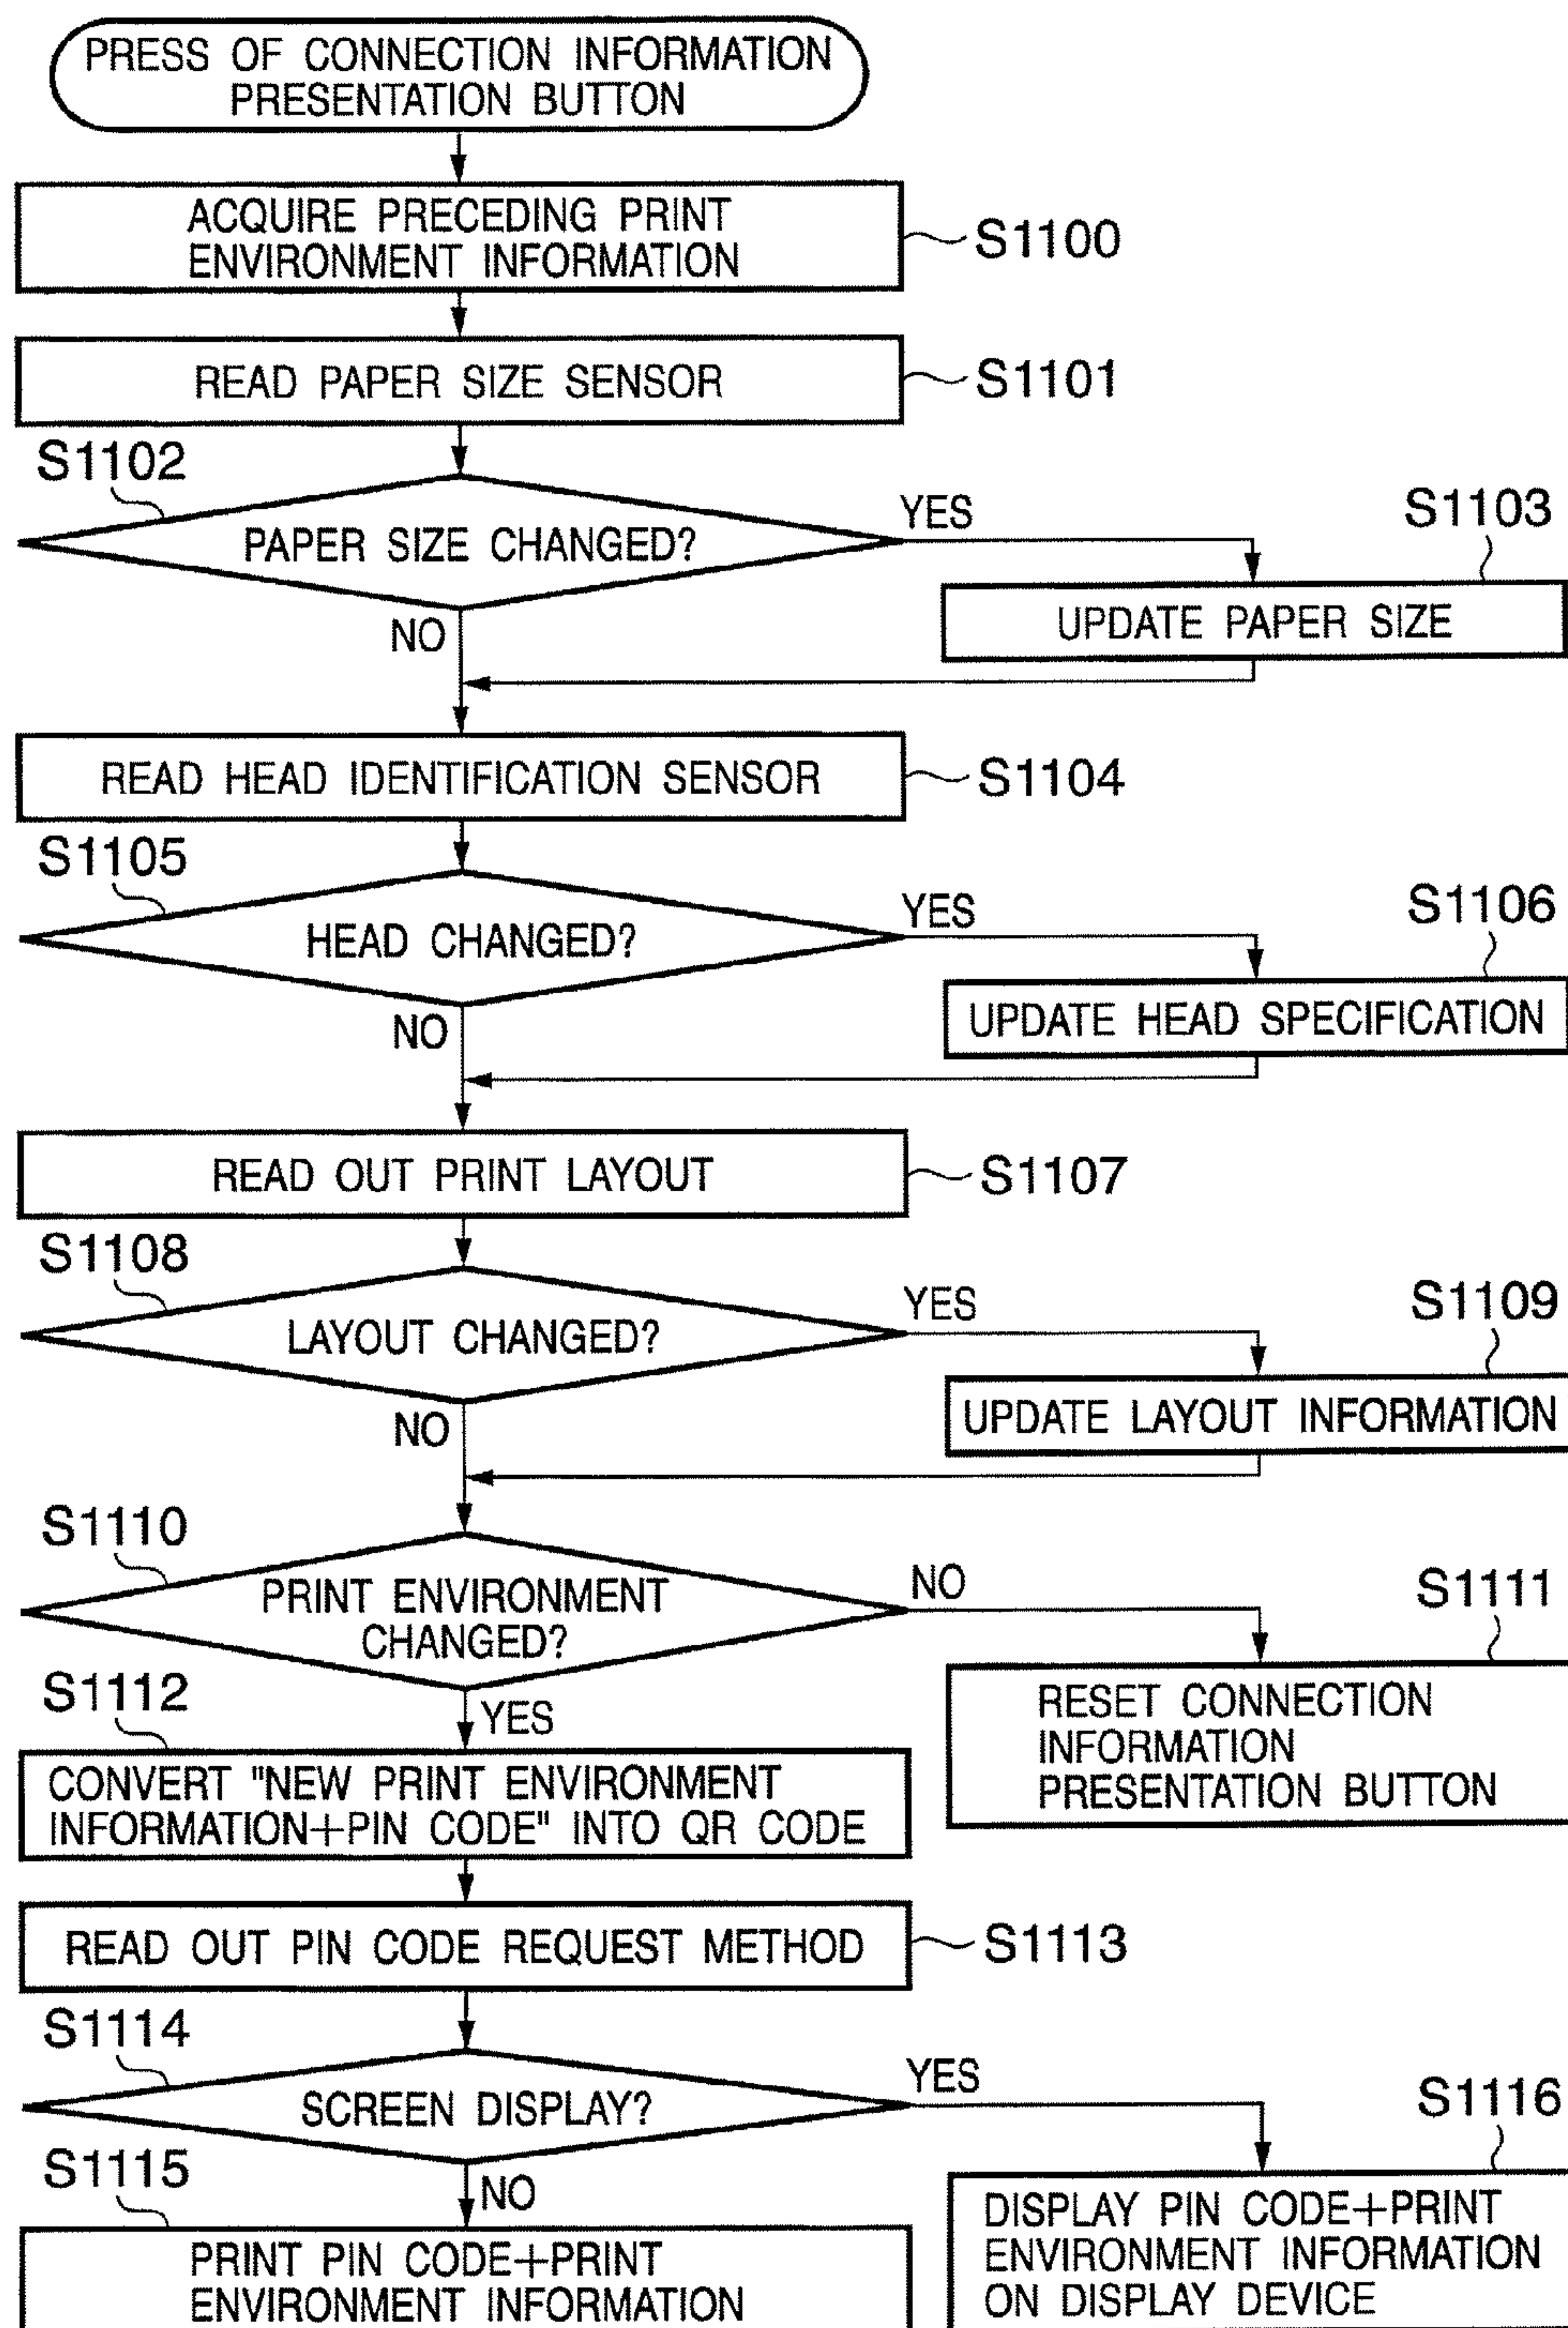 PRESS OF CONNECTION INFORMATION
PRESENTATION BUTTON
ACQUIRE PRECEDING PRINT
ENVIRONMENT INFORMATION
S1100
READ PAPER SIZE SENSOR
S1101
S1102
PAPER SIZE CHANGED?
YES
S1103
UPDATE PAPER SIZE
NO
READ HEAD IDENTIFICATION SENSOR
S1104
S1105
HEAD CHANGED?
YES
S1106
UPDATE HEAD SPECIFICATION
NO
READ OUT PRINT LAYOUT
S1107
S1108
LAYOUT CHANGED?
YES
S1109
UPDATE LAYOUT INFORMATION
NO
S1110
PRINT ENVIRONMENT
CHANGED?
NO
S1111
RESET CONNECTION
INFORMATION
PRESENTATION BUTTON
S1112
YES
CONVERT "NEW PRINT ENVIRONMENT
INFORMATION+PIN CODE" INTO QR CODE
READ OUT PIN CODE REQUEST METHOD
S1113
S1114
SCREEN DISPLAY?
YES
S1116
DISPLAY PIN CODE+PRINT
ENVIRONMENT INFORMATION
ON DISPLAY DEVICE
S1115
NO
PRINT PIN CODE+PRINT
ENVIRONMENT INFORMATION